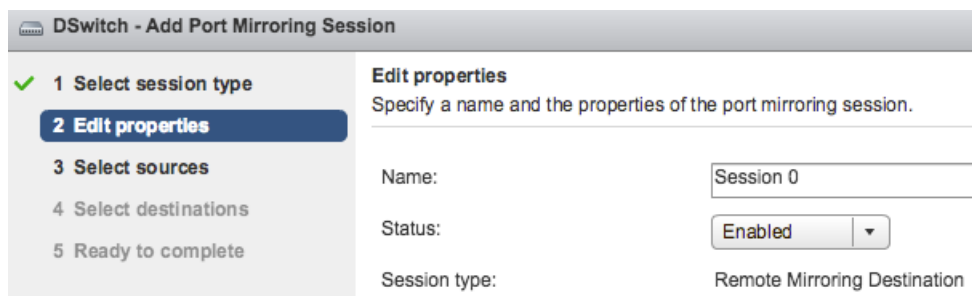 DSwitch - Add Port Mirroring Session
1 Select session type
2 Edit properties
3 Select sources
4 Select destinations
5 Ready to complete
Edit properties
Specify a name and the properties of the port mirroring session.
Name: Session 0
Status: Enabled
Session type: Remote Mirroring Destination